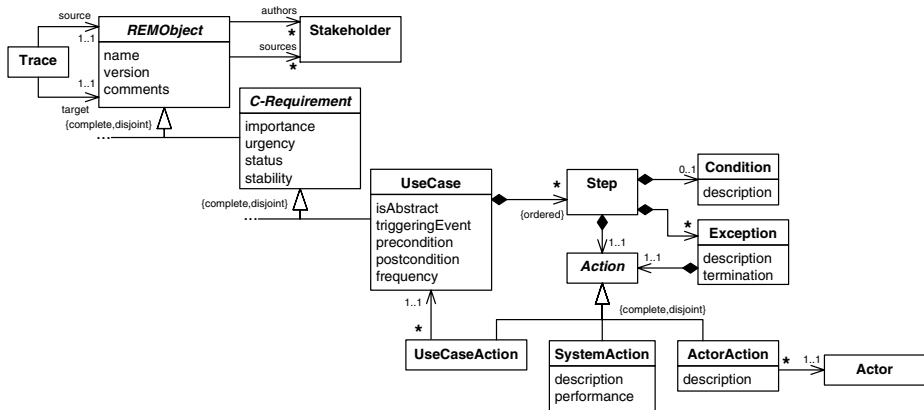 source
authors
REMObject
Stakeholder
1..1
*
Trace
name
version
comments
sources
*
1..1
target
{complete,disjoint}
...
C-Requirement
importance
urgency
status
stability
{complete,disjoint}
...
UseCase
isAbstract
triggeringEvent
precondition
postcondition
frequency
*
{ordered}
Step
0..1
Condition
description
*
Exception
description
termination
1..1
1..1
Action
{complete,disjoint}
1..1
*
UseCaseAction
SystemAction
description
performance
ActorAction
description
*
1..1
Actor